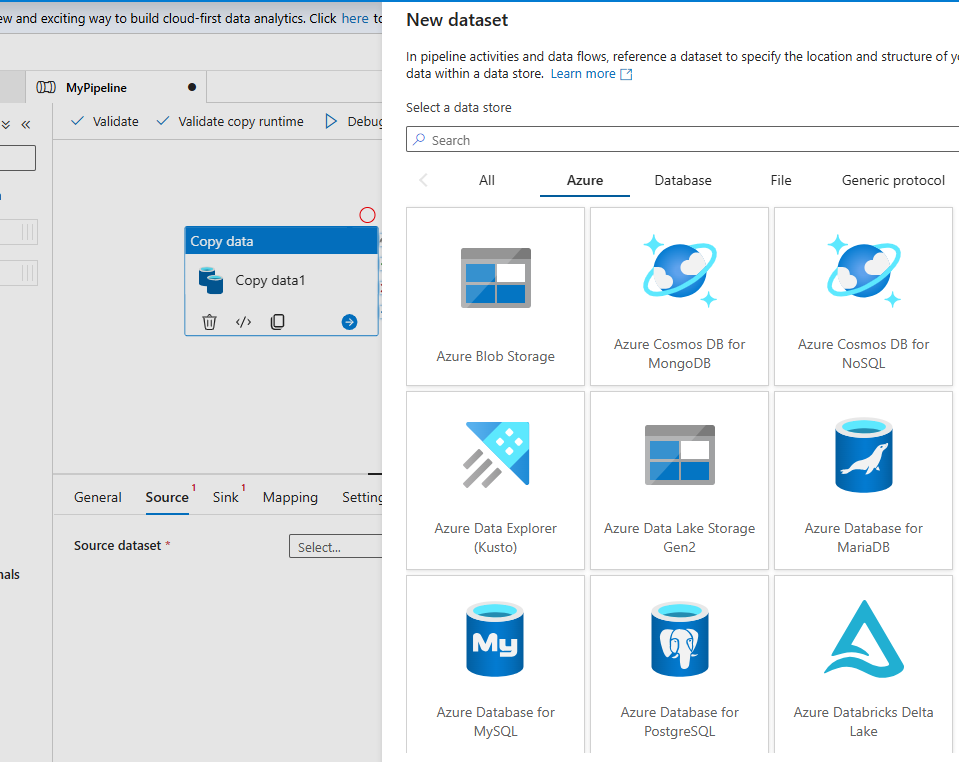 ew and exciting way to build cloud-first data analytics. Click here to
MyPipeline
Validate
Validate copy runtime
Debug
Copy data
Copy data1
General
Source 1
Sink 1
Mapping
Setting
Source dataset *
Select...
nals
New dataset
In pipeline activities and data flows, reference a dataset to specify the location and structure of yo
data within a data store. Learn more
Select a data store
Search
All
Azure
Database
File
Generic protocol
Azure Blob Storage
Azure Cosmos DB for
MongoDB
Azure Cosmos DB for
NoSQL
Azure Data Explorer
(Kusto)
Azure Data Lake Storage
Gen2
Azure Database for
MariaDB
My
Azure Database for
MySQL
Azure Database for
PostgreSQL
Azure Databricks Delta
Lake